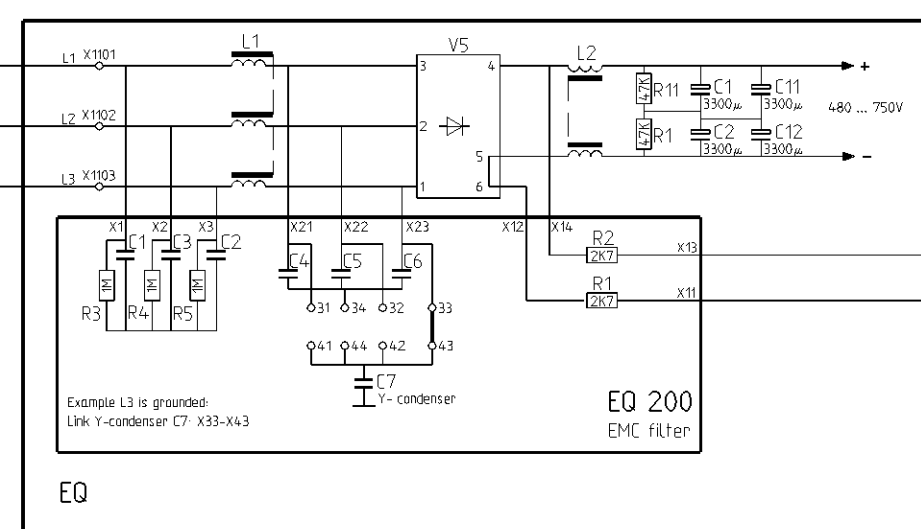 L1 X1101
L1
V5
L2
3
4
+
R11
47K
C1
3300µ
C11
3300µ
L2 X1102
2
480 ... 750V
R1
47K
C2
3300µ
C12
3300µ
5
−
L3 X1103
1
6
X1
X2
X3
X21
X22
X23
X12
X14
C1
C3
C2
C4
C5
C6
R2
2K7
X13
1M
1M
1M
R3
R4
R5
R1
2K7
X11
31
34
32
33
41
44
42
43
C7
Y- condenser
Example L3 is grounded:
Link Y-condenser C7: X33-X43
EQ 200
EMC filter
EQ